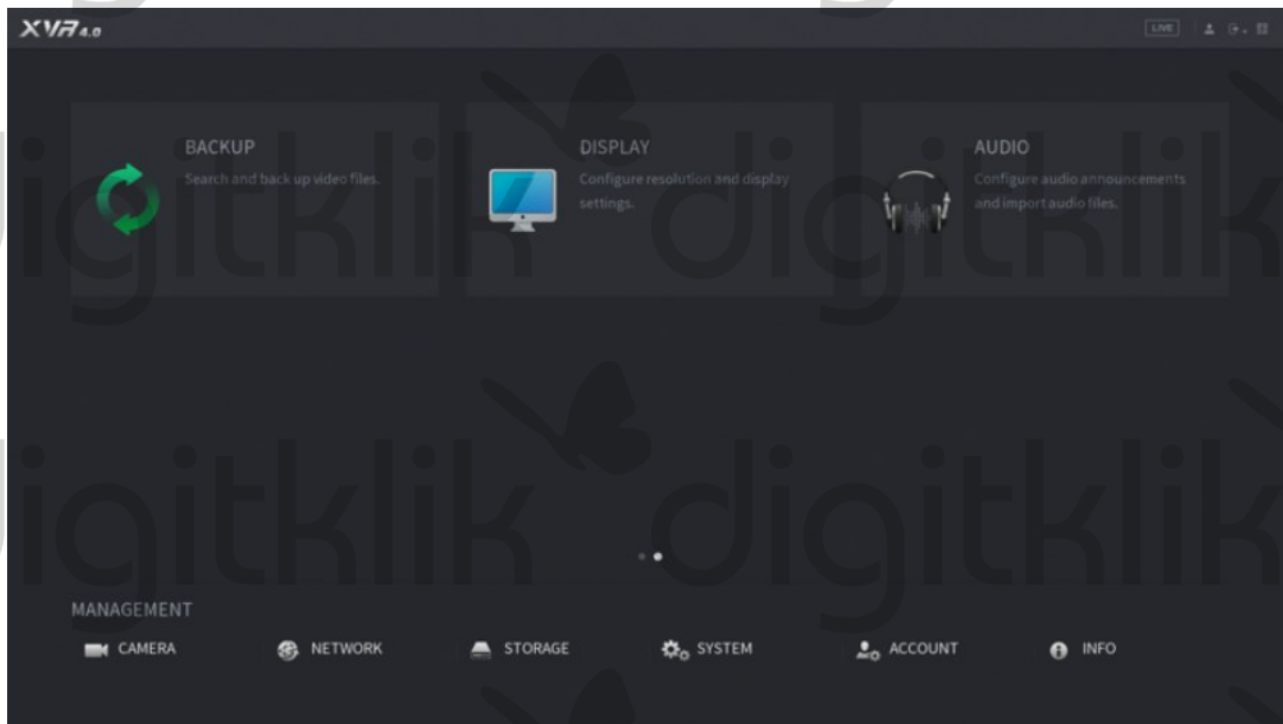 XVR 4.0
LIVE
BACKUP
Search and back up video files.
DISPLAY
Configure resolution and display
settings.
AUDIO
Configure audio announcements
and import audio files.
digitklik digitklik
digitklik digitklik
MANAGEMENT
CAMERA NETWORK STORAGE SYSTEM ACCOUNT INFO